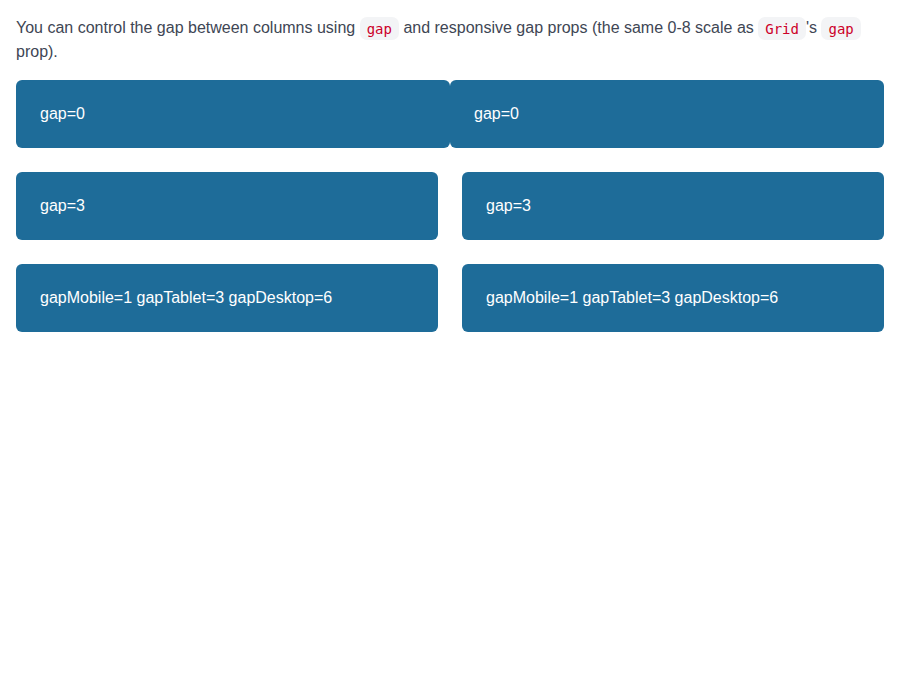 You can control the gap between columns using gap and responsive gap props (the same 0-8 scale as Grid's gap
prop).
gap=0 gap=0
gap=3 gap=3
gapMobile=1 gapTablet=3 gapDesktop=6 gapMobile=1 gapTablet=3 gapDesktop=6